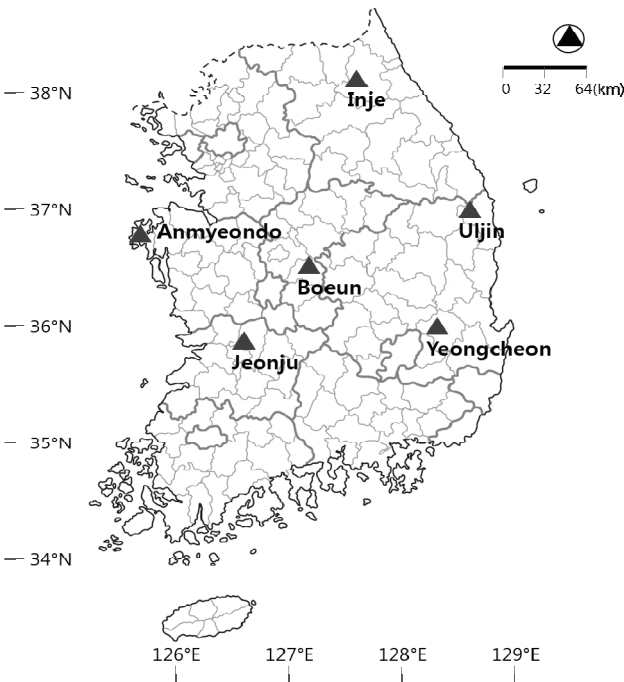 0 32 64(km)
38°N
Inje
37°N
Anmyeondo
Uljin
Boeun
36°N
Yeongcheon
Jeonju
35°N
34°N
126°E 127°E 128°E 129°E